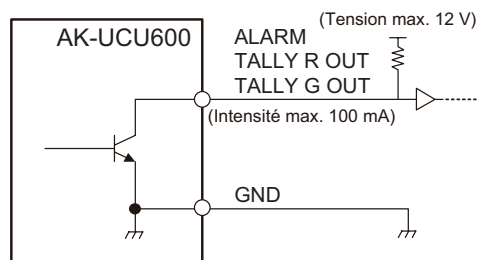 (Tension max. 12 V)
AK-UCU600
ALARM
TALLY R OUT
TALLY G OUT
(Intensité max. 100 mA)
GND